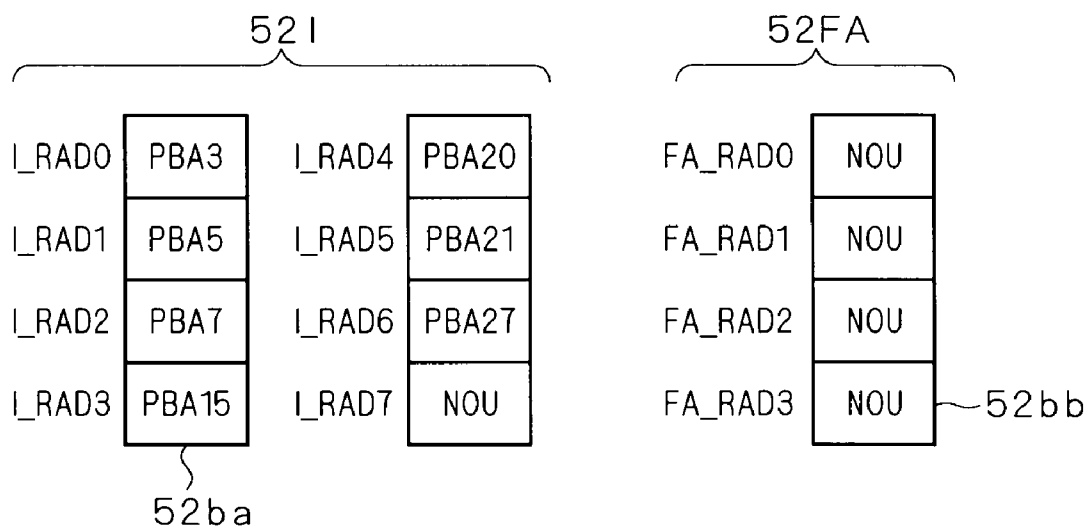 52I 52FA
I_RAD0 PBA3 I_RAD4 PBA20 FA_RAD0 NOU
I_RAD1 PBA5 I_RAD5 PBA21 FA_RAD1 NOU
I_RAD2 PBA7 I_RAD6 PBA27 FA_RAD2 NOU
I_RAD3 PBA15 I_RAD7 NOU FA_RAD3 NOU 52bb
52ba